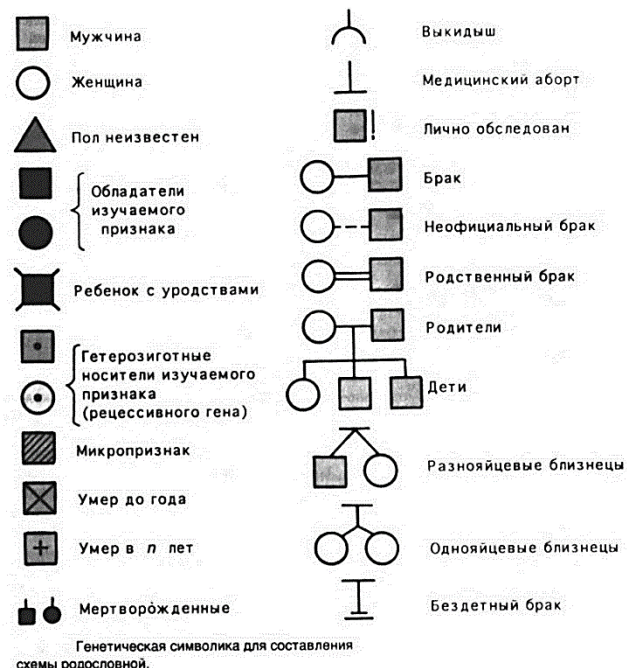 Мужчина
Женщина
Пол неизвестен
Обладатели
изучаемого
признака
Ребенок с уродствами
Гетерозиготные
носители изучаемого
признака
(рецессивного гена)
Микропризнак
Умер до года
Умер в n лет
Мертворо̀жденные
Выкидыш
Медицинский аборт
!
Лично обследован
Брак
Неофициальный брак
Родственный брак
Родители
Дети
Разнояйцевые близнецы
Однояйцевые близнецы
Бездетный брак
Генетическая символика для составления
схемы родословной.